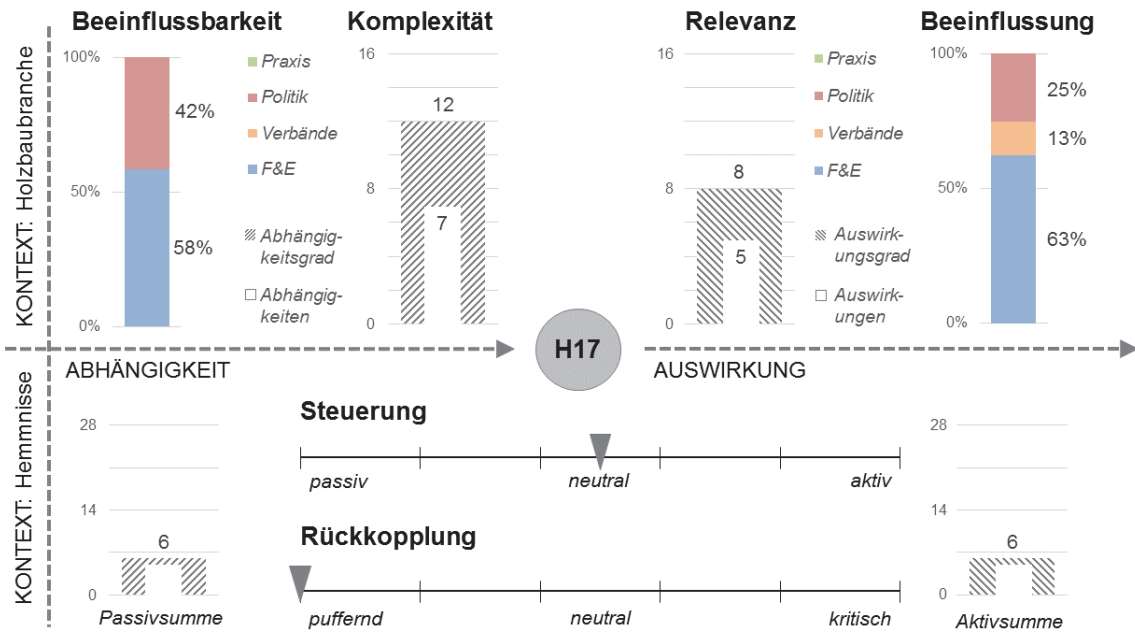 Beeinflussbarkeit
100%
50%
0%
42%
58%
Praxis
Politik
Verbände
F&E
Abhängig-
keitsgrad
Abhängig-
keiten
Komplexität
16
8
0
12
7
Relevanz
16
8
0
8
5
Praxis
Politik
Verbände
F&E
Auswirk-
ungsgrad
Auswirk-
ungen
Beeinflussung
100%
50%
0%
25%
13%
63%
KONTEXT: Holzbaubranche
H17
ABHÄNGIGKEIT
AUSWIRKUNG
KONTEXT: Hemmnisse
28
14
0
6
Passivsumme
Steuerung
passiv neutral aktiv
Rückkopplung
puffernd neutral kritisch
28
14
0
6
Aktivsumme